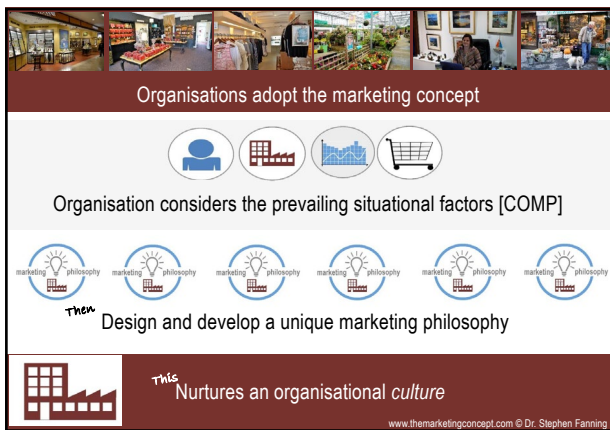 Organisations adopt the marketing concept
Organisation considers the prevailing situational factors [COMP]
marketing philosophy marketing philosophy marketing philosophy marketing philosophy marketing philosophy marketing philosophy
Then
Design and develop a unique marketing philosophy
This
Nurtures an organisational culture
www.themarketingconcept.com © Dr. Stephen Fanning